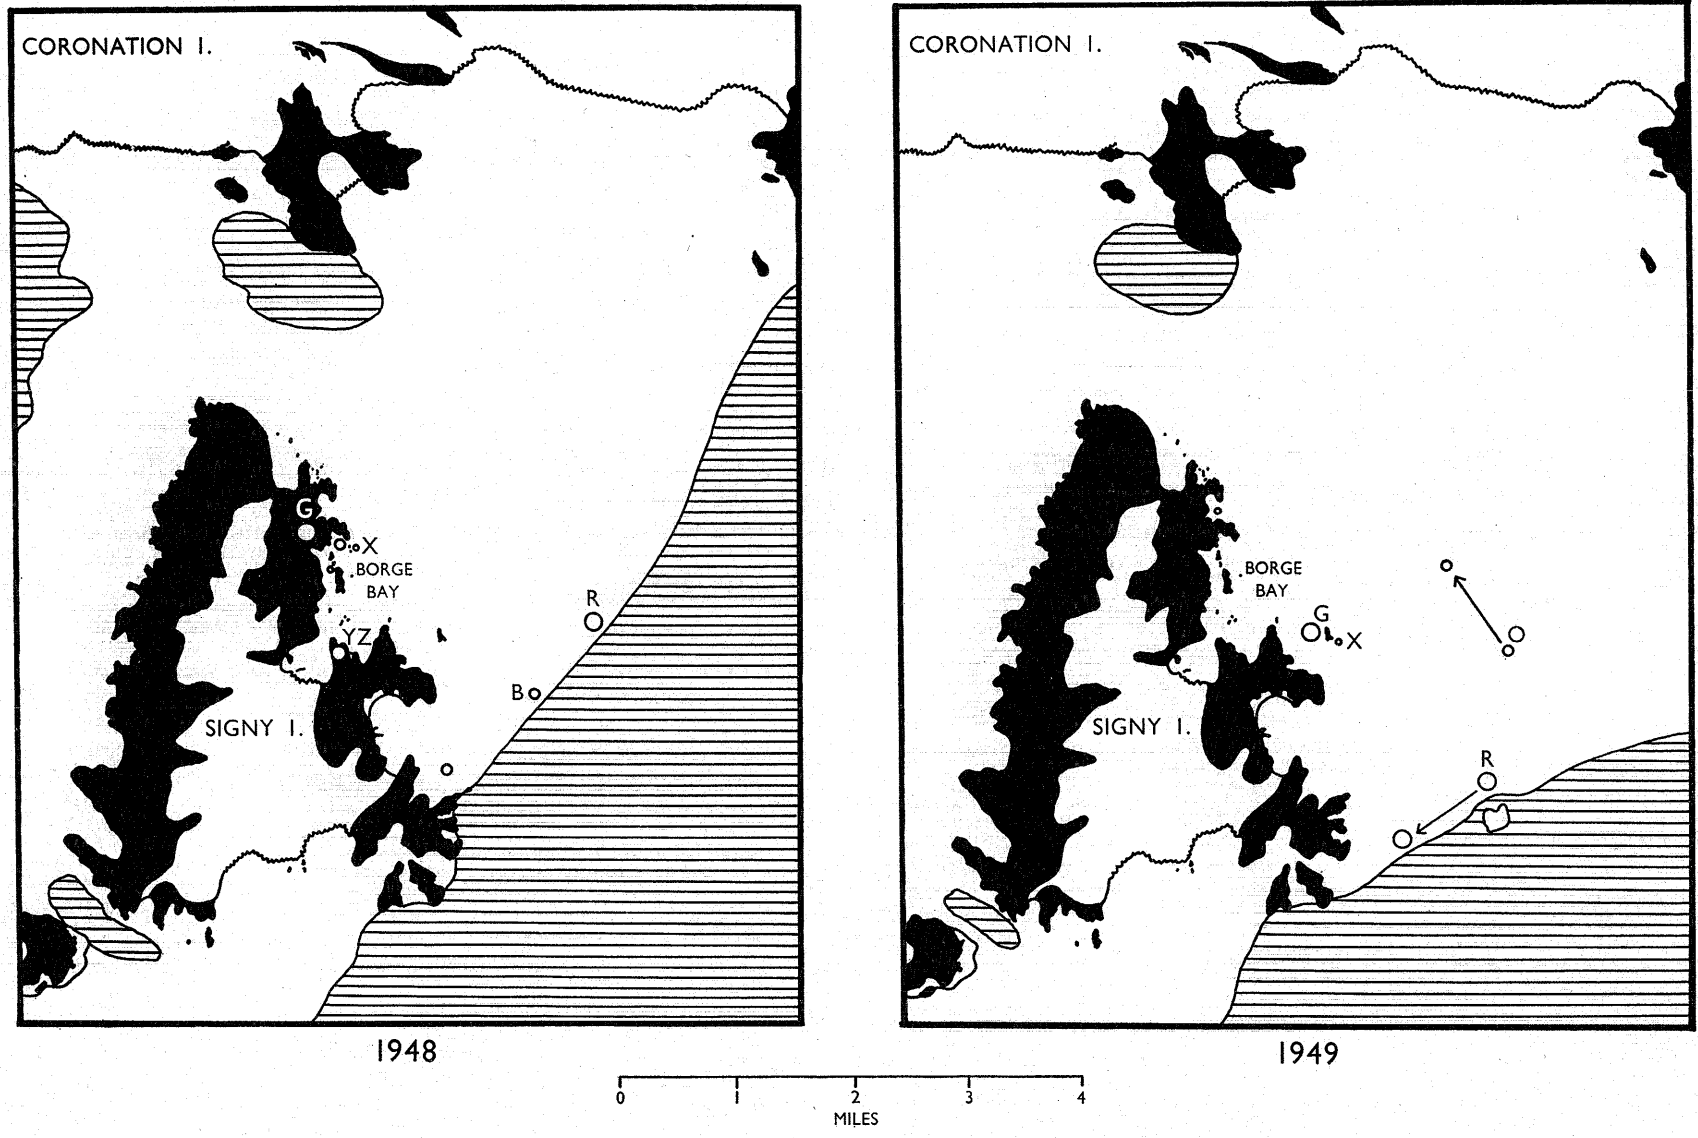 CORONATION I.
G
X
BORGE
BAY
R
YZ
B
SIGNY I.
1948
CORONATION I.
BORGE
BAY
G
X
SIGNY I.
R
1949
0 1 2 3 4
MILES